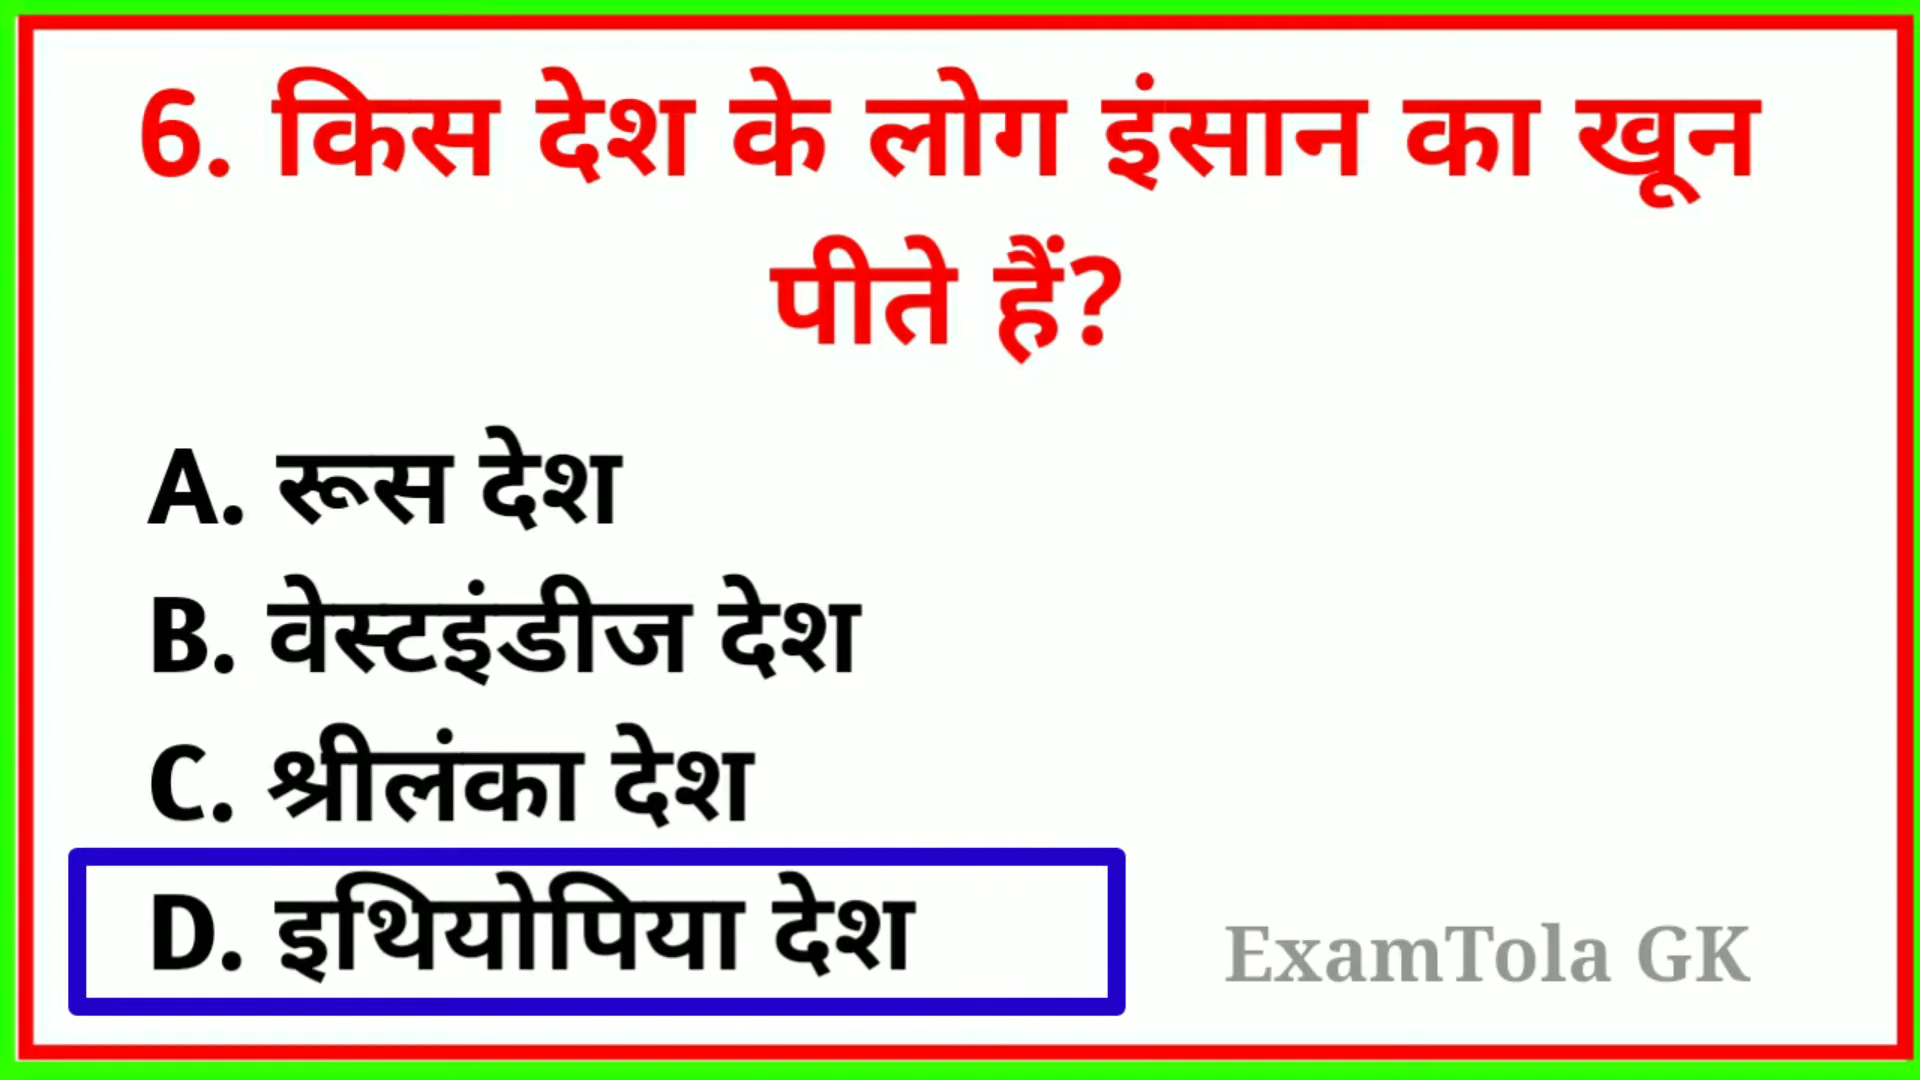 6. किस देश के लोग इंसान का खून
पीते हैं?
A. रूस देश
B. वेस्टइंडीज देश
C. श्रीलंका देश
D. इथियोपिया देश
ExamTola GK